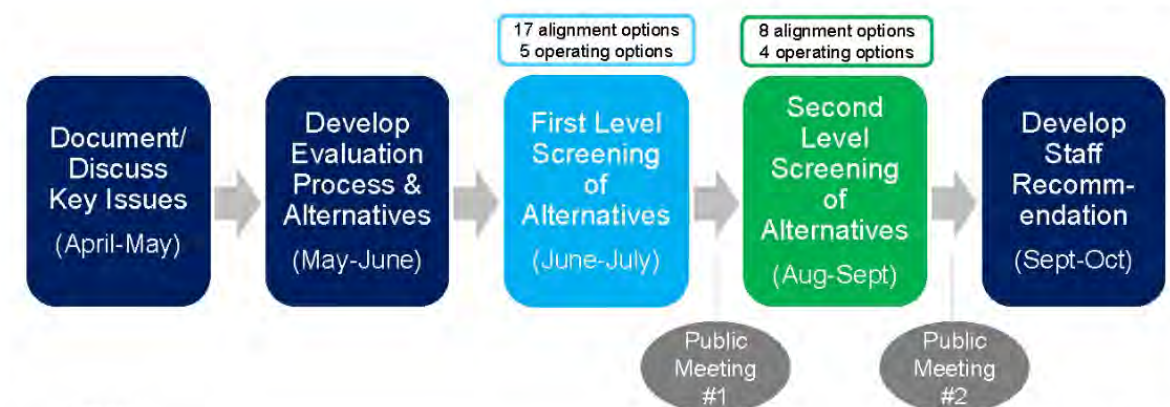 17 alignment options
5 operating options
8 alignment options
4 operating options
Document/
Discuss
Key Issues
(April-May)
Develop
Evaluation
Process &
Alternatives
(May-June)
First Level
Screening
of
Alternatives
(June-July)
Second
Level
Screening
of
Alternatives
(Aug-Sept)
Develop
Staff
Recomm-
endation
(Sept-Oct)
Public
Meeting
#1
Public
Meeting
#2